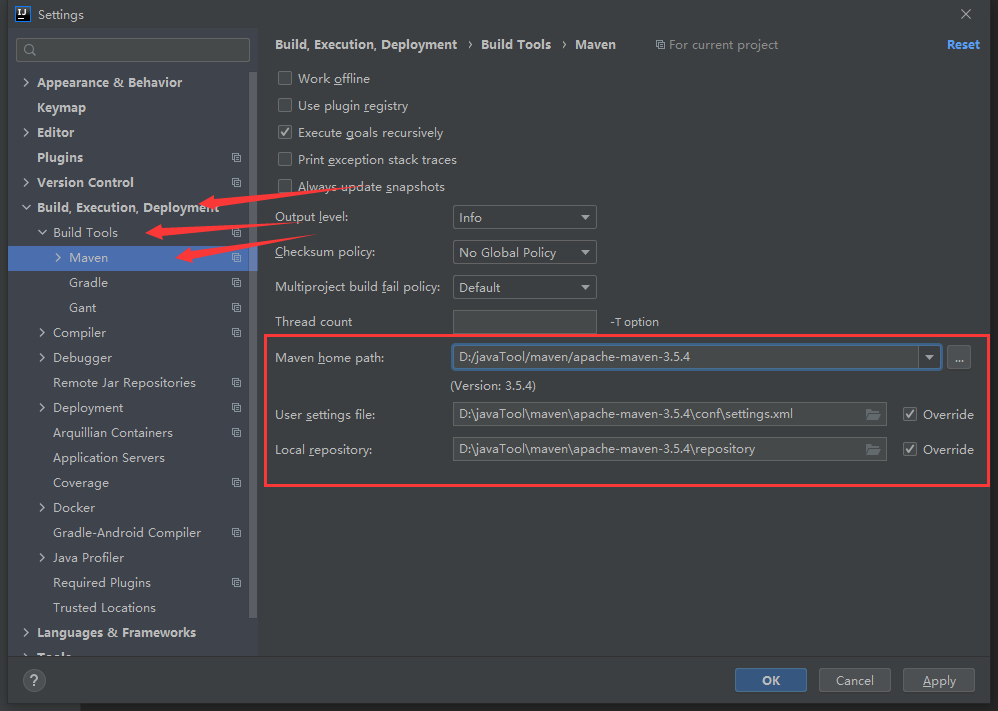 Settings
Appearance & Behavior
Keymap
Editor
Plugins
Version Control
Build, Execution, Deployment
Build Tools
Maven
Gradle
Gant
Compiler
Debugger
Remote Jar Repositories
Deployment
Arquillian Containers
Application Servers
Coverage
Docker
Gradle-Android Compiler
Java Profiler
Required Plugins
Trusted Locations
Languages & Frameworks
Tools
Build, Execution, Deployment › Build Tools › Maven For current project Reset
Work offline
Use plugin registry
Execute goals recursively
Print exception stack traces
Always update snapshots
Output level: Info
Checksum policy: No Global Policy
Multiproject build fail policy: Default
Thread count -T option
Maven home path: D:/javaTool/maven/apache-maven-3.5.4 ...
(Version: 3.5.4)
User settings file: D:\javaTool\maven\apache-maven-3.5.4\conf\settings.xml Override
Local repository: D:\javaTool\maven\apache-maven-3.5.4\repository Override
? OK Cancel Apply